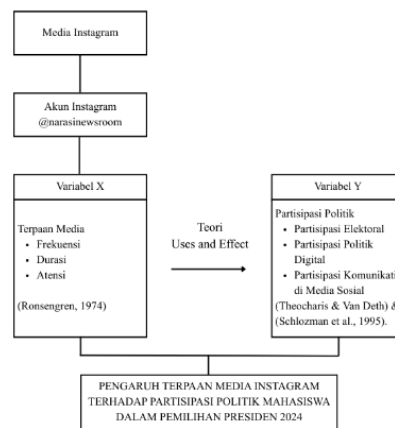 Media Instagram
Akun Instagram
@narasinewsroom
Variabel X
Terpaan Media
• Frekuensi
• Durasi
• Atensi
(Ronsengren, 1974)
Teori
Uses and Effect
Variabel Y
Partisipasi Politik
• Partisipasi Elektoral
• Partisipasi Politik
Digital
• Partisipasi Komunikati
di Media Sosial
(Theocharis & Van Deth) &
(Schlozman et al., 1995).
PENGARUH TERPAAN MEDIA INSTAGRAM
TERHADAP PARTISIPASI POLITIK MAHASISWA
DALAM PEMILIHAN PRESIDEN 2024